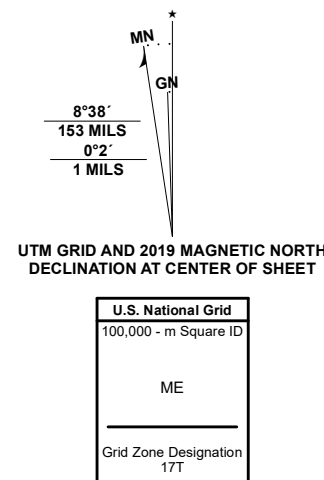 ★
MN
GN
8°38´
153 MILS
0°2´
1 MILS
UTM GRID AND 2019 MAGNETIC NORTH
DECLINATION AT CENTER OF SHEET
U.S. National Grid
100,000 - m Square ID
ME
Grid Zone Designation
17T